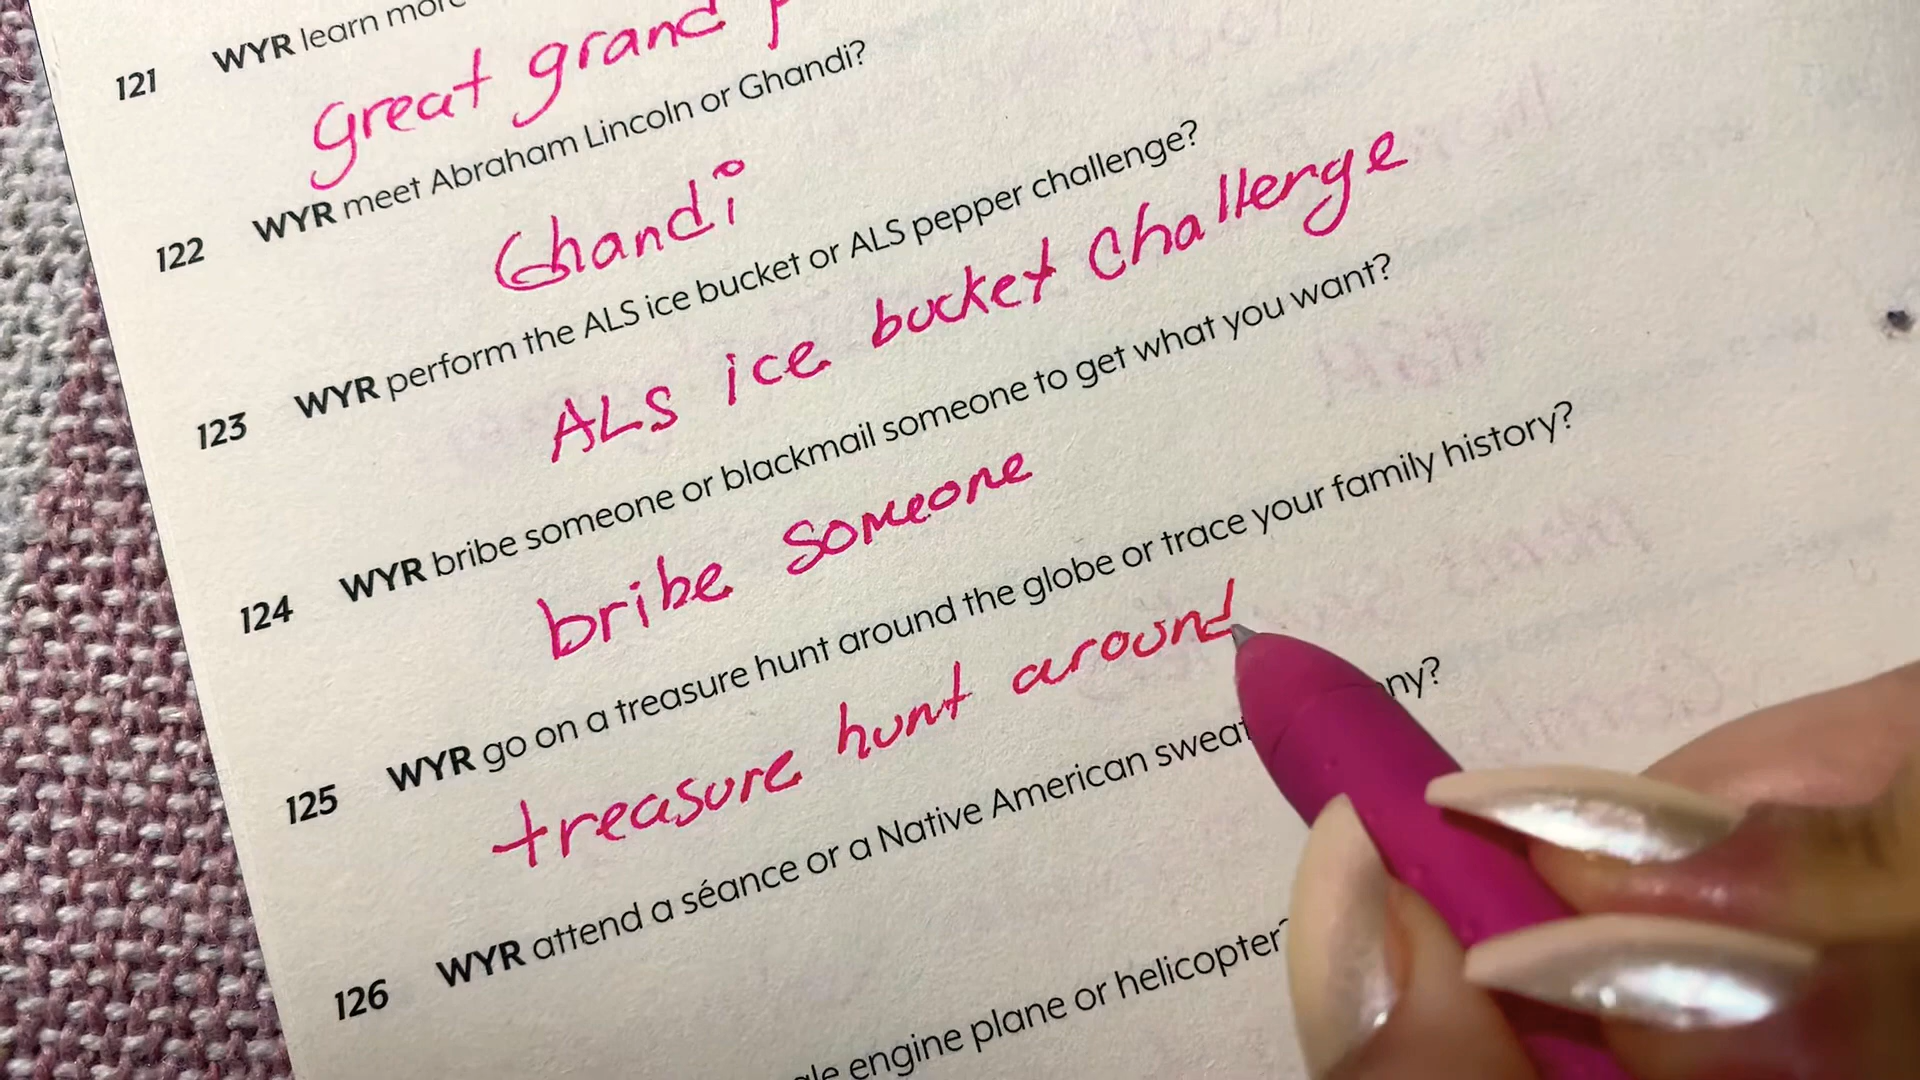 121 WYR learn more
great grand
122 WYR meet Abraham Lincoln or Ghandi?
Ghandi
123 WYR perform the ALS ice bucket or ALS pepper challenge?
ALS ice bucket challenge
124 WYR bribe someone or blackmail someone to get what you want?
bribe someone
125 WYR go on a treasure hunt around the globe or trace your family history?
treasure hunt around
126 WYR attend a séance or a Native American sweat ny?
engine plane or helicopter?